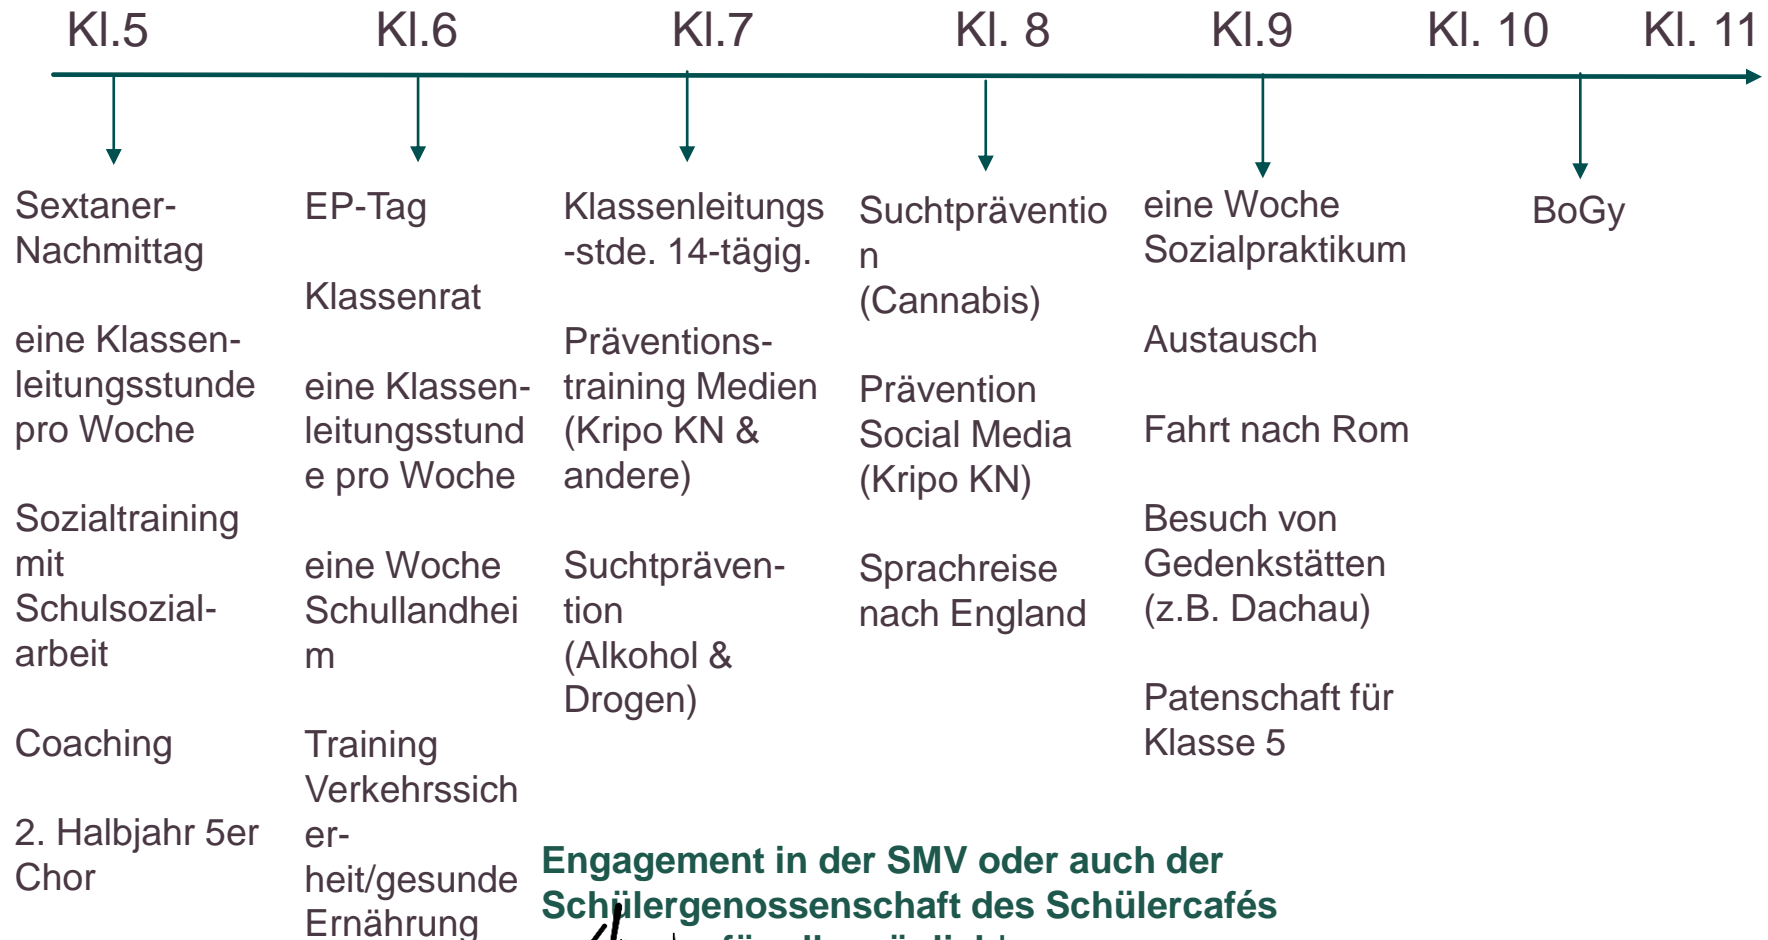 Kl.5
Kl.6
Kl.7
Kl. 8
Kl.9
Kl. 10
Kl. 11
Sextaner-
Nachmittag
eine Klassen-
leitungsstunde
pro Woche
Sozialtraining
mit
Schulsozial-
arbeit
Coaching
2. Halbjahr 5er
Chor
EP-Tag
Klassenrat
eine Klassen-
leitungsstund
e pro Woche
eine Woche
Schullandhei
m
Training
Verkehrssich
er-
heit/gesunde
Ernährung
Klassenleitungs
-stde. 14-tägig.
Präventions-
training Medien
(Kripo KN &
andere)
Suchtpräven-
tion
(Alkohol &
Drogen)
Suchtpräventio
n
(Cannabis)
Prävention
Social Media
(Kripo KN)
Sprachreise
nach England
eine Woche
Sozialpraktikum
Austausch
Fahrt nach Rom
Besuch von
Gedenkstätten
(z.B. Dachau)
Patenschaft für
Klasse 5
BoGy
Engagement in der SMV oder auch der
Schülergenossenschaft des Schülercafés